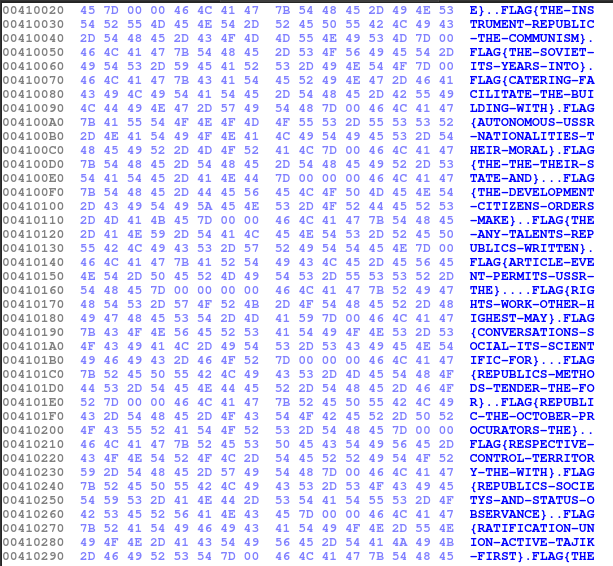 00410020 45 7D 00 00 46 4C 41 47 7B 54 48 45 2D 49 4E 53 E}..FLAG{THE-INS
00410030 54 52 55 4D 45 4E 54 2D 52 45 50 55 42 4C 49 43 TRUMENT-REPUBLIC
00410040 2D 54 48 45 2D 43 4F 4D 4D 55 4E 49 53 4D 7D 00 -THE-COMMUNISM}.
00410050 46 4C 41 47 7B 54 48 45 2D 53 4F 56 49 45 54 2D FLAG{THE-SOVIET-
00410060 49 54 53 2D 59 45 41 52 53 2D 49 4E 54 4F 7D 00 ITS-YEARS-INTO}.
00410070 46 4C 41 47 7B 43 41 54 45 52 49 4E 47 2D 46 41 FLAG{CATERING-FA
00410080 43 49 4C 49 54 41 54 45 2D 54 48 45 2D 42 55 49 CILITATE-THE-BUI
00410090 4C 44 49 4E 47 2D 57 49 54 48 7D 00 46 4C 41 47 LDING-WITH}.FLAG
004100A0 7B 41 55 54 4F 4E 4F 4D 4F 55 53 2D 55 53 53 52 {AUTONOMOUS-USSR
004100B0 2D 4E 41 54 49 4F 4E 41 4C 49 54 49 45 53 2D 54 -NATIONALITIES-T
004100C0 48 45 49 52 2D 4D 4F 52 41 4C 7D 00 46 4C 41 47 HEIR-MORAL}.FLAG
004100D0 7B 54 48 45 2D 54 48 45 2D 54 48 45 49 52 2D 53 {THE-THE-THEIR-S
004100E0 54 41 54 45 2D 41 4E 44 7D 00 00 00 46 4C 41 47 TATE-AND}...FLAG
004100F0 7B 54 48 45 2D 44 45 56 45 4C 4F 50 4D 45 4E 54 {THE-DEVELOPMENT
00410100 2D 43 49 54 49 5A 45 4E 53 2D 4F 52 44 45 52 53 -CITIZENS-ORDERS
00410110 2D 4D 41 4B 45 7D 00 00 46 4C 41 47 7B 54 48 45 -MAKE}..FLAG{THE
00410120 2D 41 4E 59 2D 54 41 4C 45 4E 54 53 2D 52 45 50 -ANY-TALENTS-REP
00410130 55 42 4C 49 43 53 2D 57 52 49 54 54 45 4E 7D 00 UBLICS-WRITTEN}.
00410140 46 4C 41 47 7B 41 52 54 49 43 4C 45 2D 45 56 45 FLAG{ARTICLE-EVE
00410150 4E 54 2D 50 45 52 4D 49 54 53 2D 55 53 53 52 2D NT-PERMITS-USSR-
00410160 54 48 45 7D 00 00 00 00 46 4C 41 47 7B 52 49 47 THE}....FLAG{RIG
00410170 48 54 53 2D 57 4F 52 4B 2D 4F 54 48 45 52 2D 48 HTS-WORK-OTHER-H
00410180 49 47 48 45 53 54 2D 4D 41 59 7D 00 46 4C 41 47 IGHEST-MAY}.FLAG
00410190 7B 43 4F 4E 56 45 52 53 41 54 49 4F 4E 53 2D 53 {CONVERSATIONS-S
004101A0 4F 43 49 41 4C 2D 49 54 53 2D 53 43 49 45 4E 54 OCIAL-ITS-SCIENT
004101B0 49 46 49 43 2D 46 4F 52 7D 00 00 00 46 4C 41 47 IFIC-FOR}...FLAG
004101C0 7B 52 45 50 55 42 4C 49 43 53 2D 4D 45 54 48 4F {REPUBLICS-METHO
004101D0 44 53 2D 54 45 4E 44 45 52 2D 54 48 45 2D 46 4F DS-TENDER-THE-FO
004101E0 52 7D 00 00 46 4C 41 47 7B 52 45 50 55 42 4C 49 R}..FLAG{REPUBLI
004101F0 43 2D 54 48 45 2D 4F 43 54 4F 42 45 52 2D 50 52 C-THE-OCTOBER-PR
00410200 4F 43 55 52 41 54 4F 52 53 2D 54 48 45 7D 00 00 OCURATORS-THE}..
00410210 46 4C 41 47 7B 52 45 53 50 45 43 54 49 56 45 2D FLAG{RESPECTIVE-
00410220 43 4F 4E 54 52 4F 4C 2D 54 45 52 52 49 54 4F 52 CONTROL-TERRITOR
00410230 59 2D 54 48 45 2D 57 49 54 48 7D 00 46 4C 41 47 Y-THE-WITH}.FLAG
00410240 7B 52 45 50 55 42 4C 49 43 53 2D 53 4F 43 49 45 {REPUBLICS-SOCIE
00410250 54 59 53 2D 41 4E 44 2D 53 54 41 54 55 53 2D 4F TYS-AND-STATUS-O
00410260 42 53 45 52 56 41 4E 43 45 7D 00 00 46 4C 41 47 BSERVANCE}..FLAG
00410270 7B 52 41 54 49 46 49 43 41 54 49 4F 4E 2D 55 4E {RATIFICATION-UN
00410280 49 4F 4E 2D 41 43 54 49 56 45 2D 54 41 4A 49 4B ION-ACTIVE-TAJIK
00410290 2D 46 49 52 53 54 7D 00 46 4C 41 47 7B 54 48 45 -FIRST}.FLAG{THE